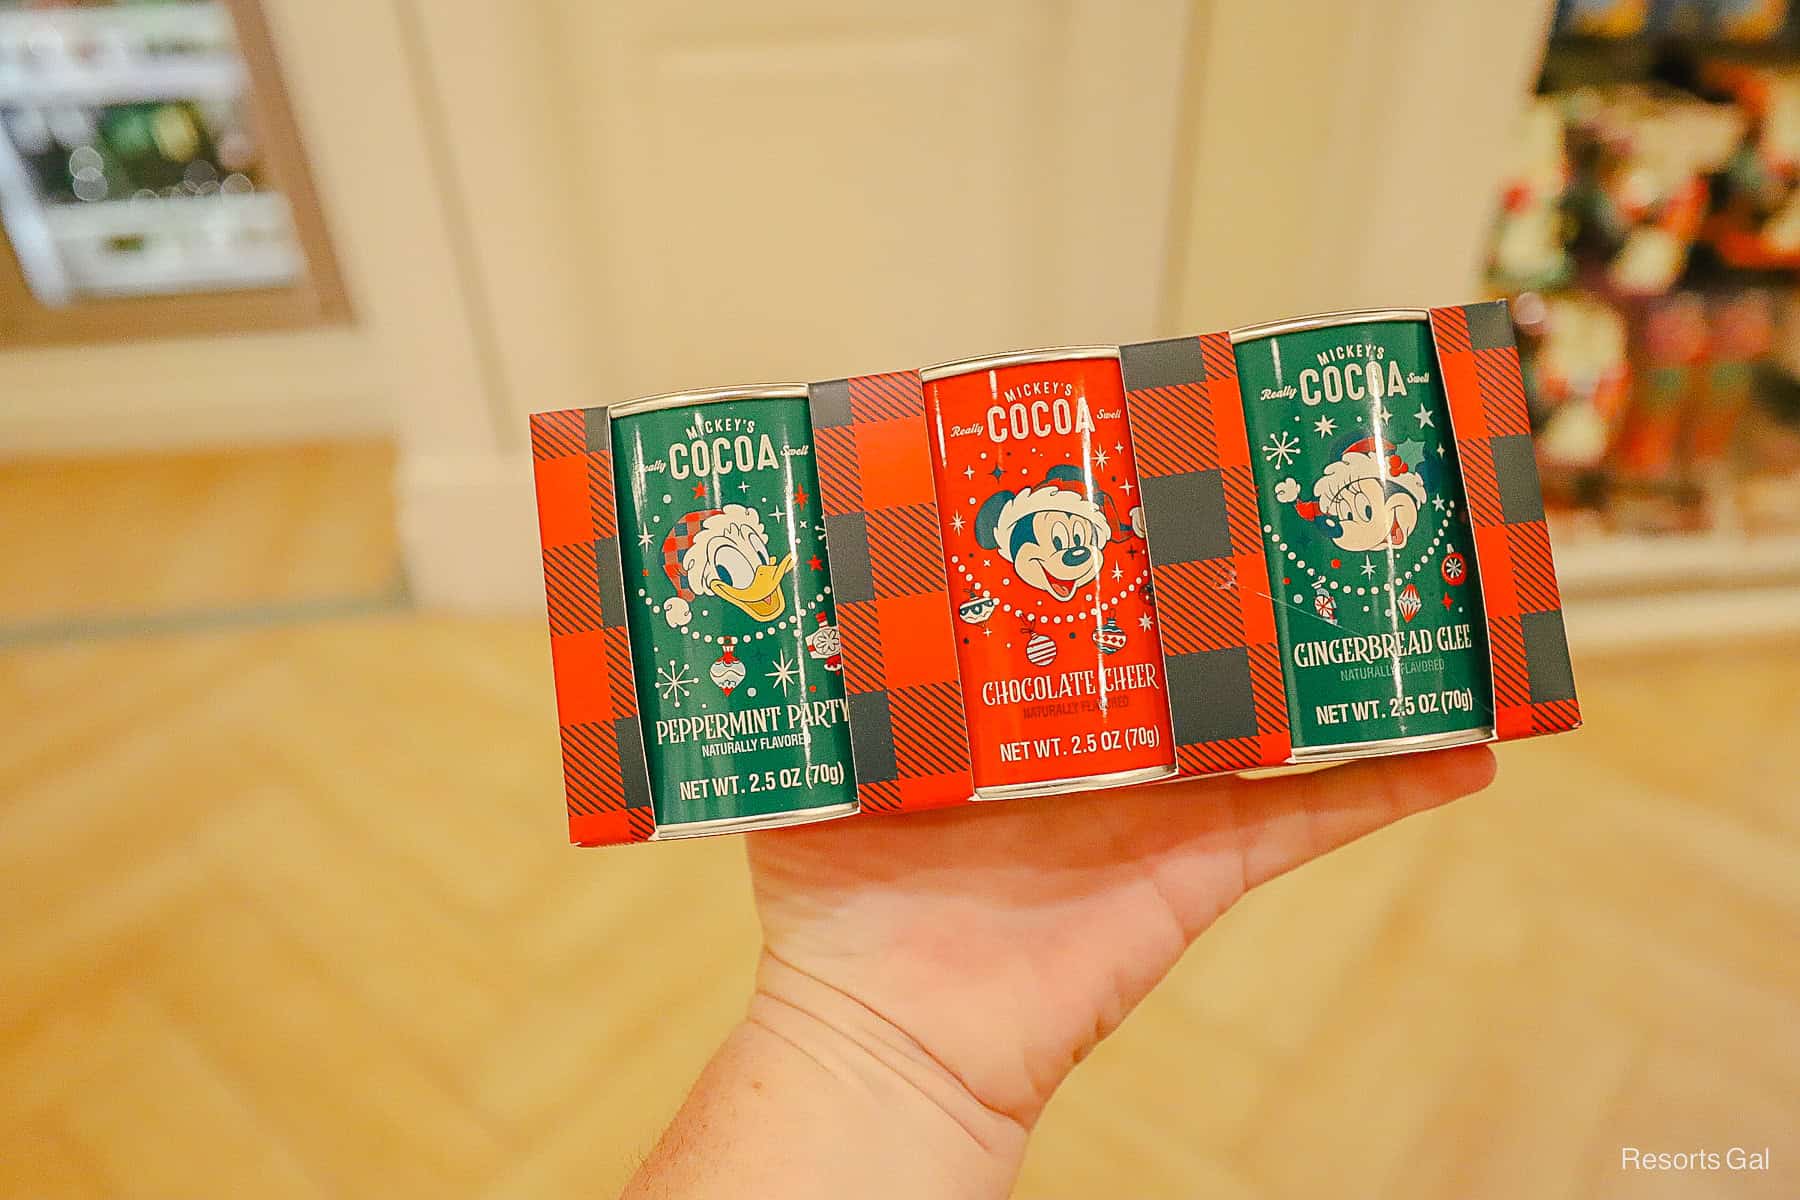 MICKEY'S
Really COCOA Swell
PEPPERMINT PARTY
NATURALLY FLAVORED
NET WT. 2.5 OZ (70g)
MICKEY'S
Really COCOA Swell
CHOCOLATE CHEER
NATURALLY FLAVORED
NET WT. 2.5 OZ (70g)
MICKEY'S
Really COCOA Swell
GINGERBREAD GLEE
NATURALLY FLAVORED
NET WT. 2.5 OZ (70g)
Resorts Gal